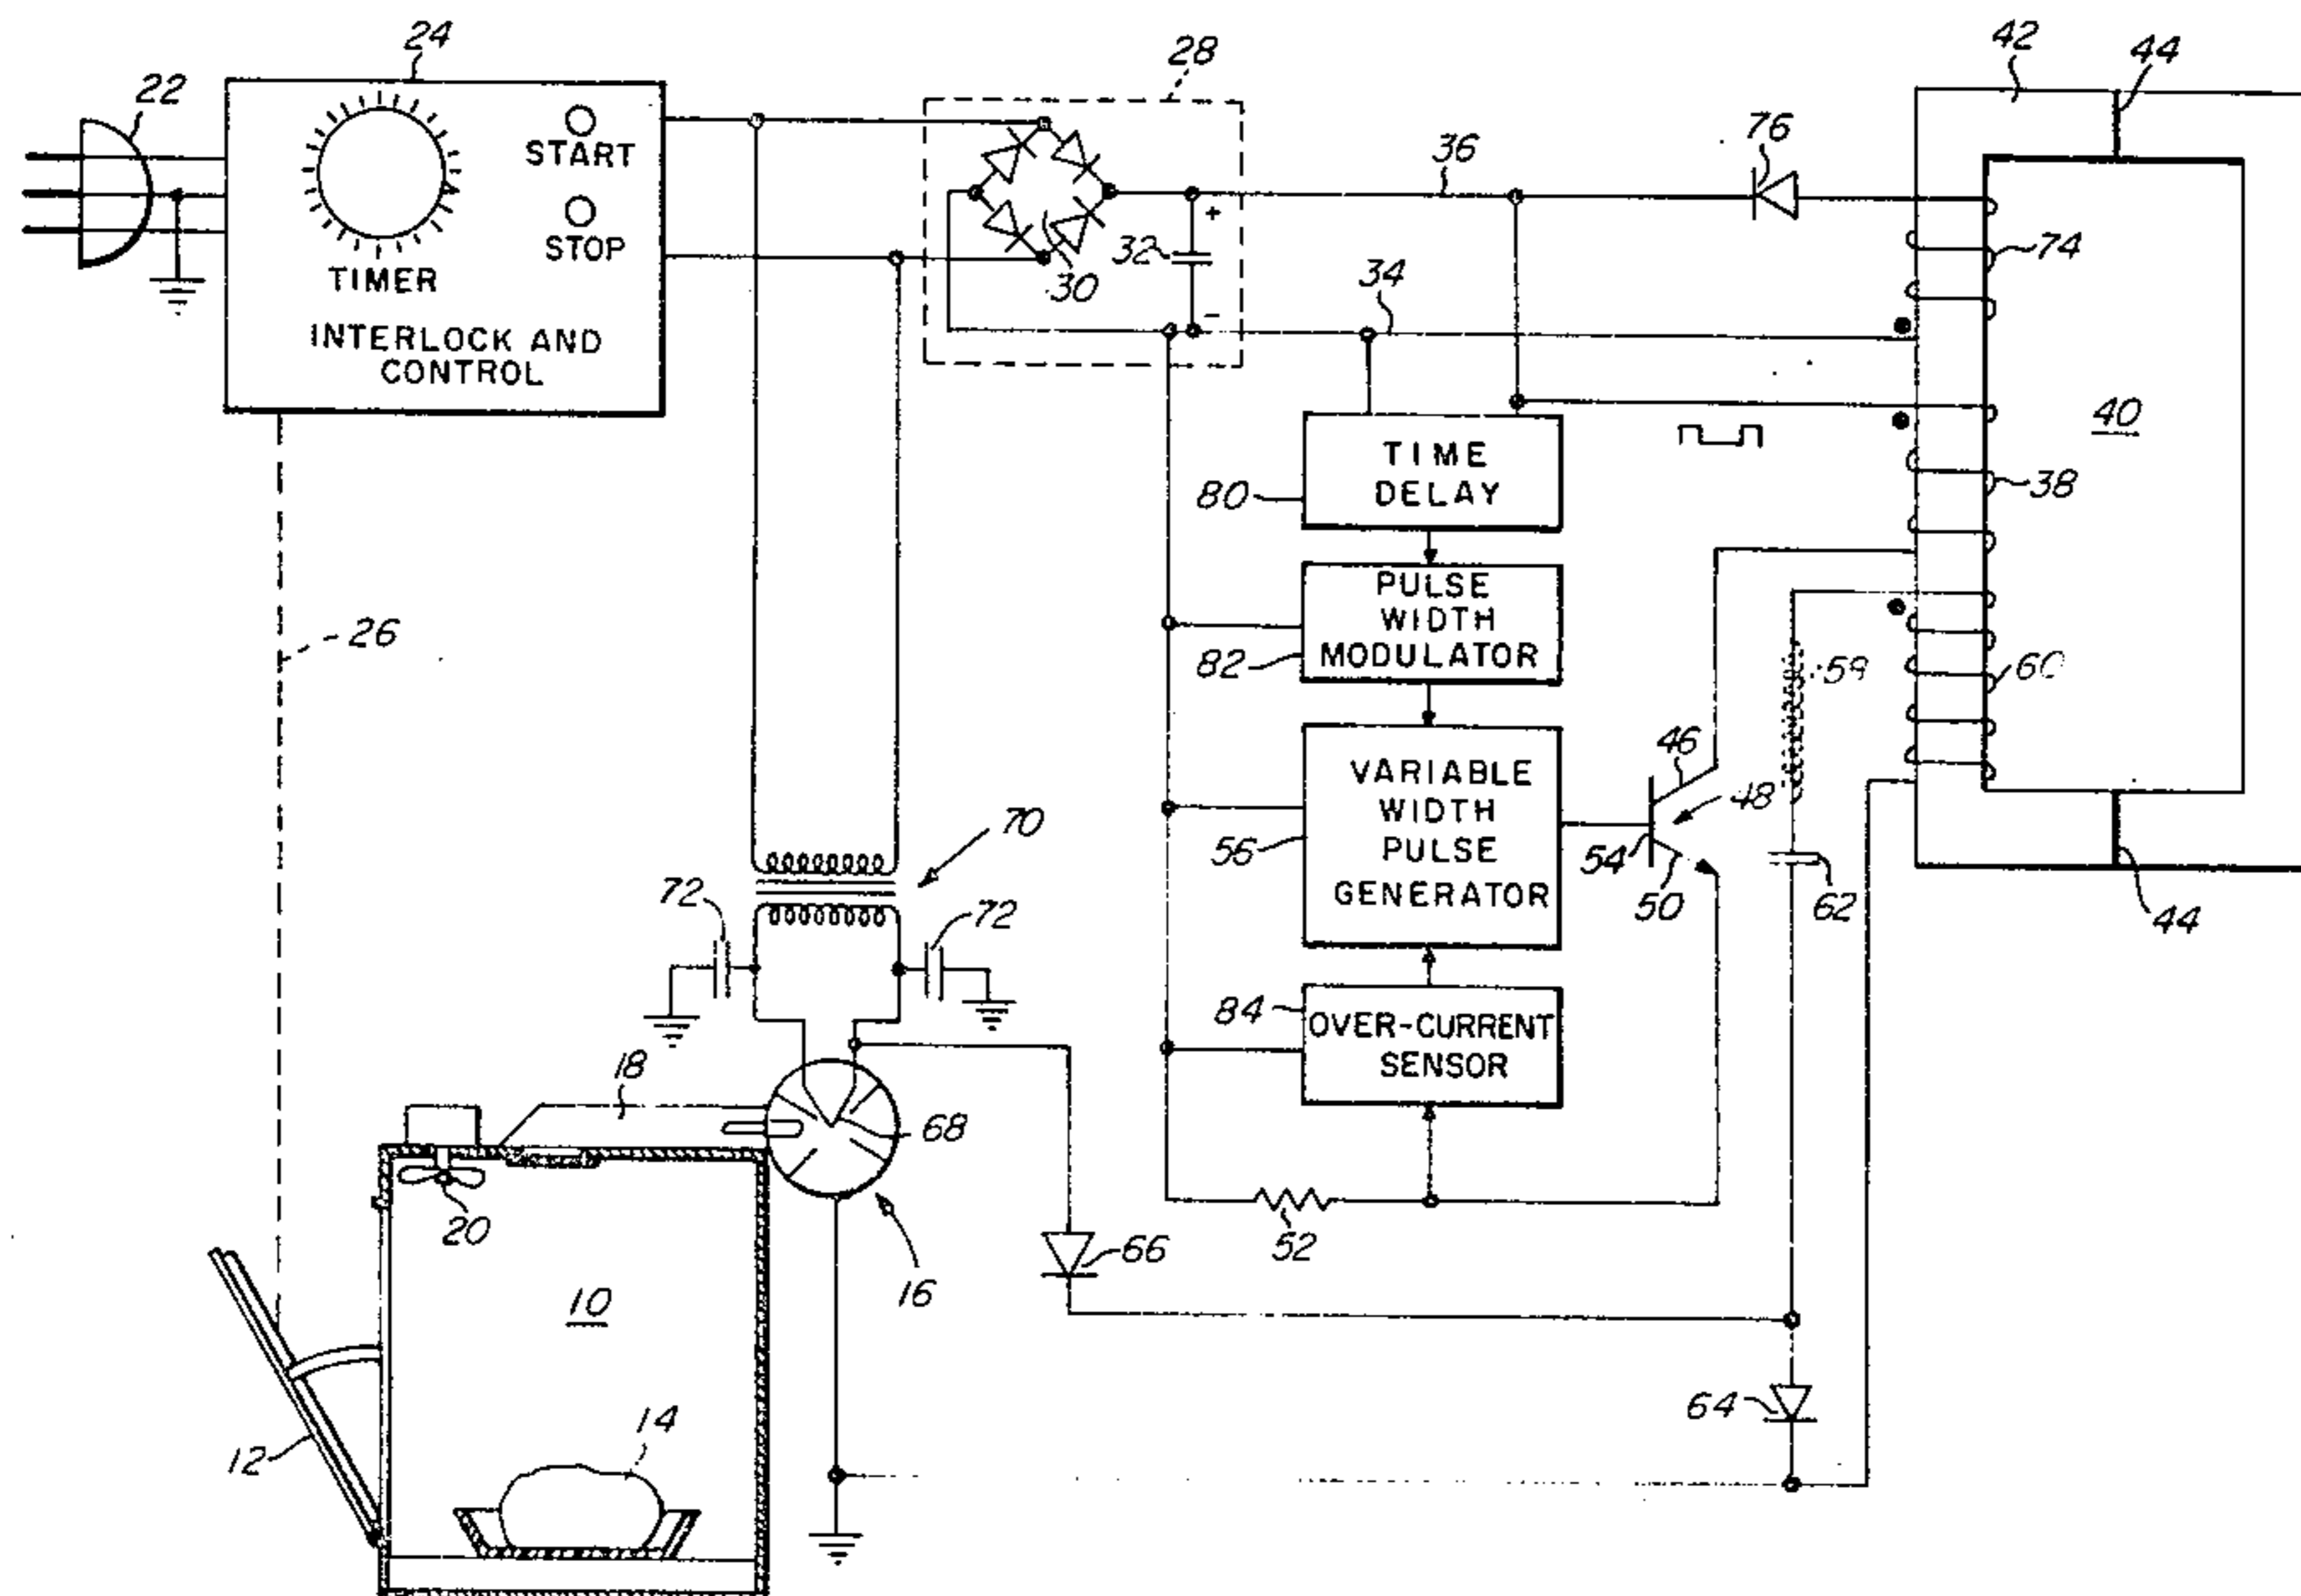 24
28
42
44
22
START
STOP
TIMER
INTERLOCK AND
CONTROL
+
32
30
-
36
34
76
74
40
38
TIME
DELAY
80
PULSE
WIDTH
MODULATOR
82
26
59
60
VARIABLE
WIDTH
PULSE
GENERATOR
56
46
48
54
50
62
44
70
72
72
84
OVER-CURRENT
SENSOR
18
68
20
52
66
16
10
64
12
14